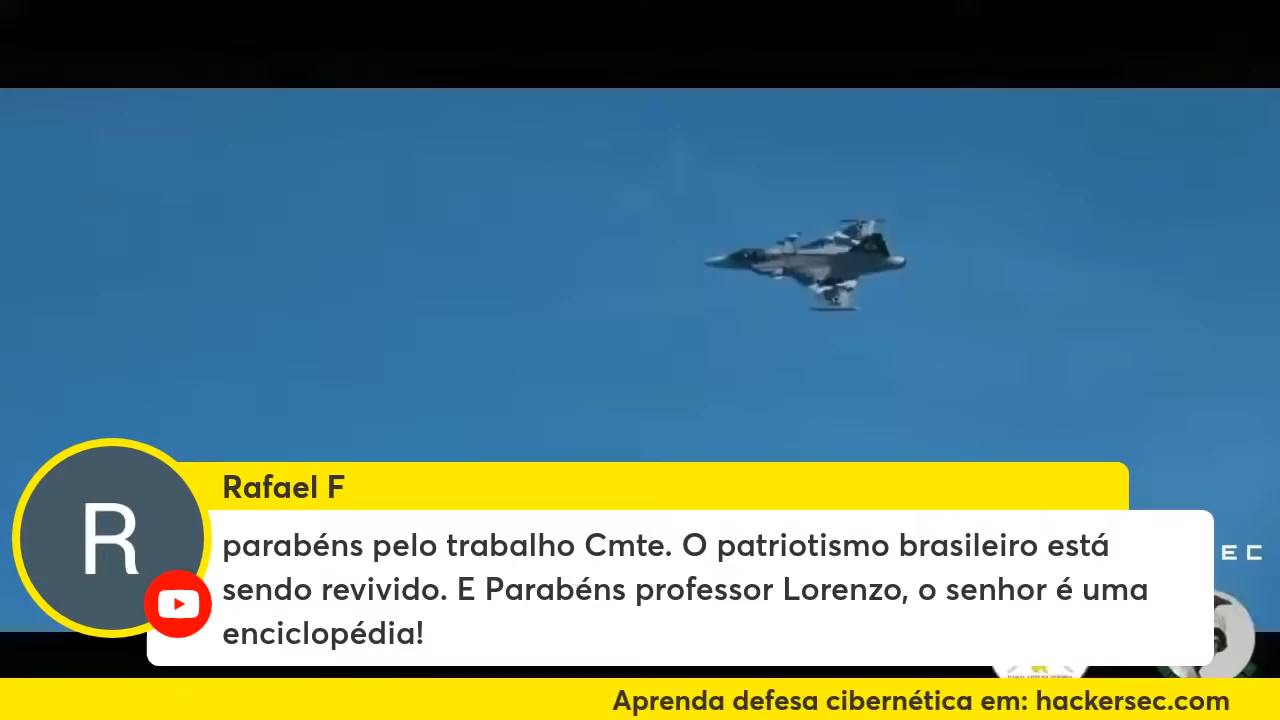 Rafael F
R
parabéns pelo trabalho Cmte. O patriotismo brasileiro está
sendo revivido. E Parabéns professor Lorenzo, o senhor é uma
enciclopédia!
EC
Aprenda defesa cibernética em: hackersec.com